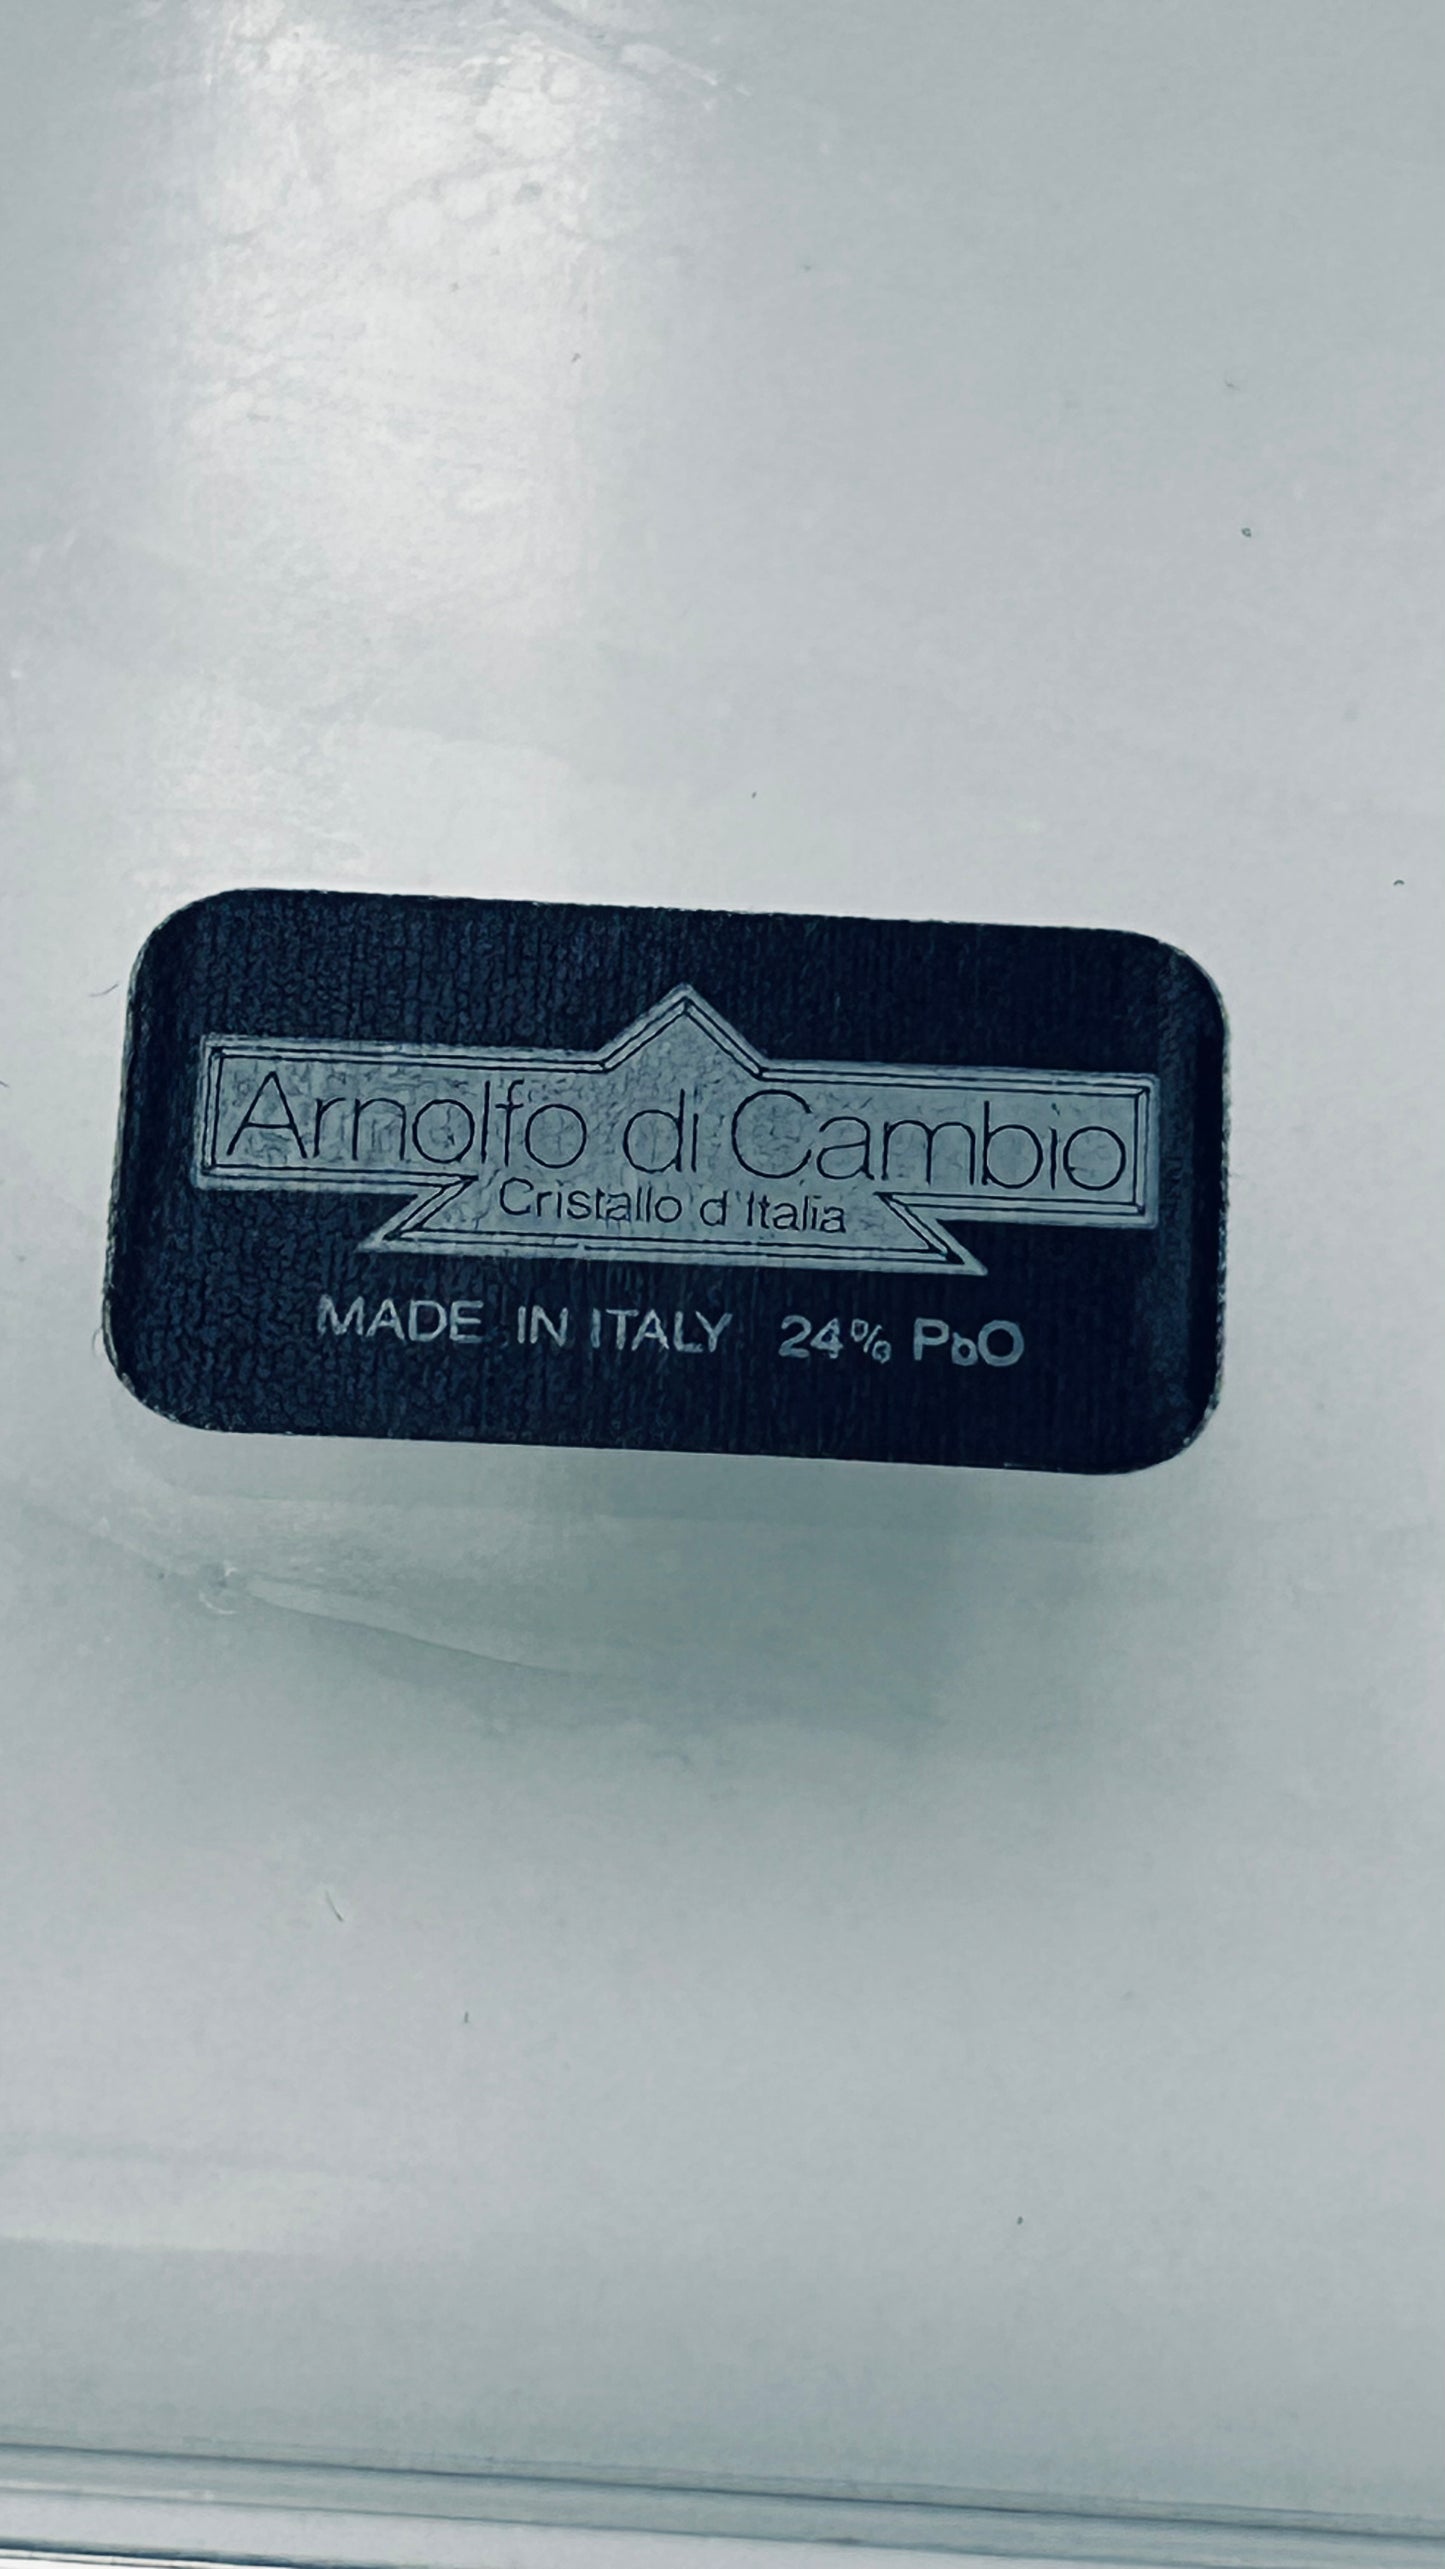 Arnolfo di Cambio
Cristallo d'Italia
MADE IN ITALY 24% PbO